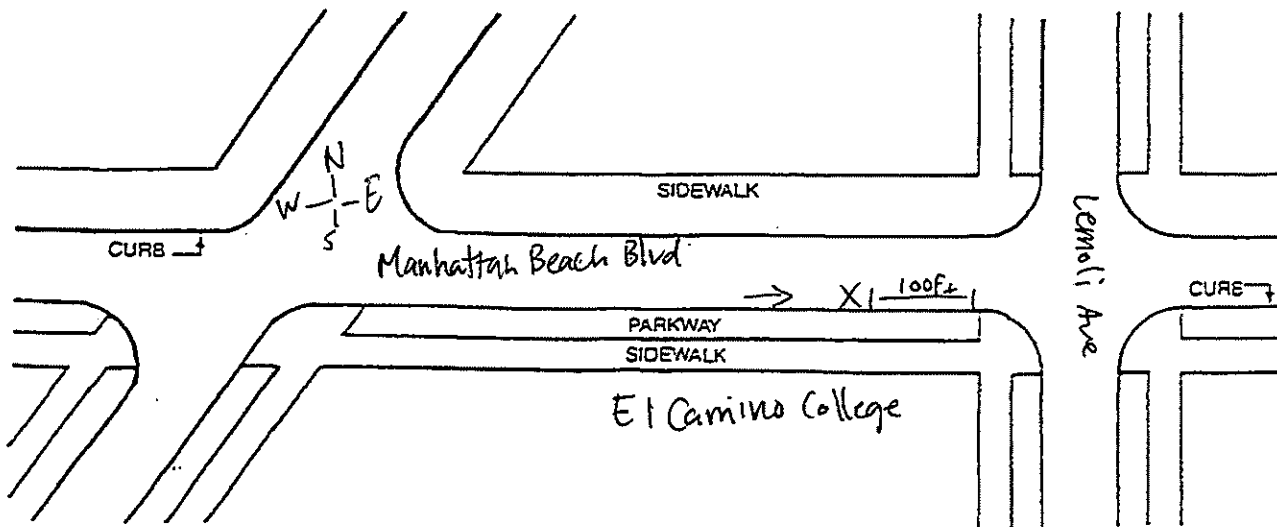 N
W E
S
SIDEWALK
CURB
Manhattan Beach Blvd
Lemoli Ave
→ X 100Ft
CURB
PARKWAY
SIDEWALK
El Camino College